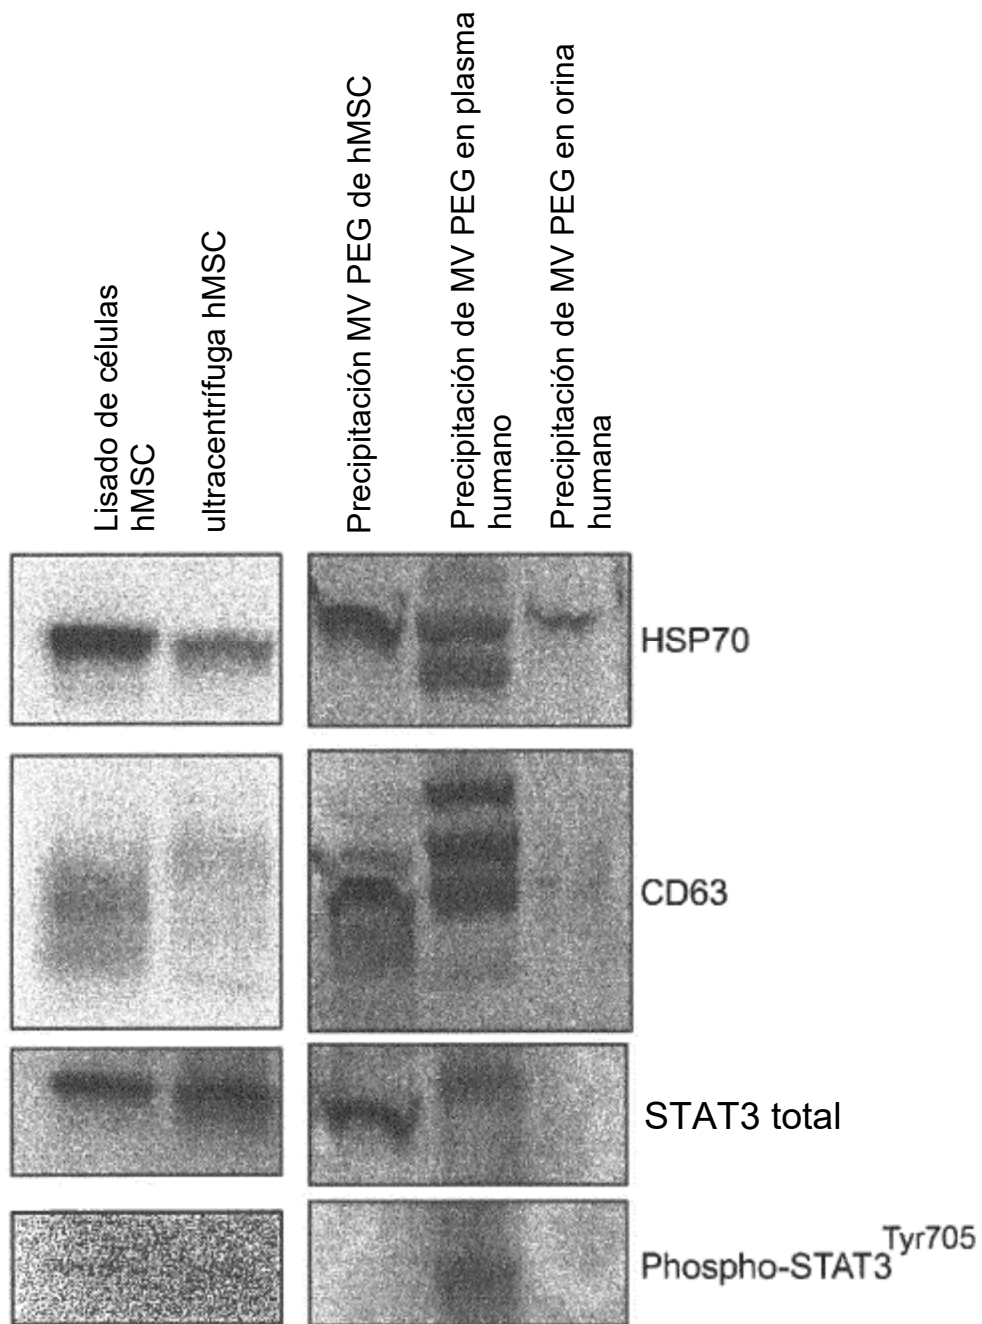 Lisado de células
hMSC
ultracentrífuga hMSC
Precipitación MV PEG de hMSC
Precipitación de MV PEG en plasma
humano
Precipitación de MV PEG en orina
humana
HSP70
CD63
STAT3 total
Phospho-STAT3Tyr705